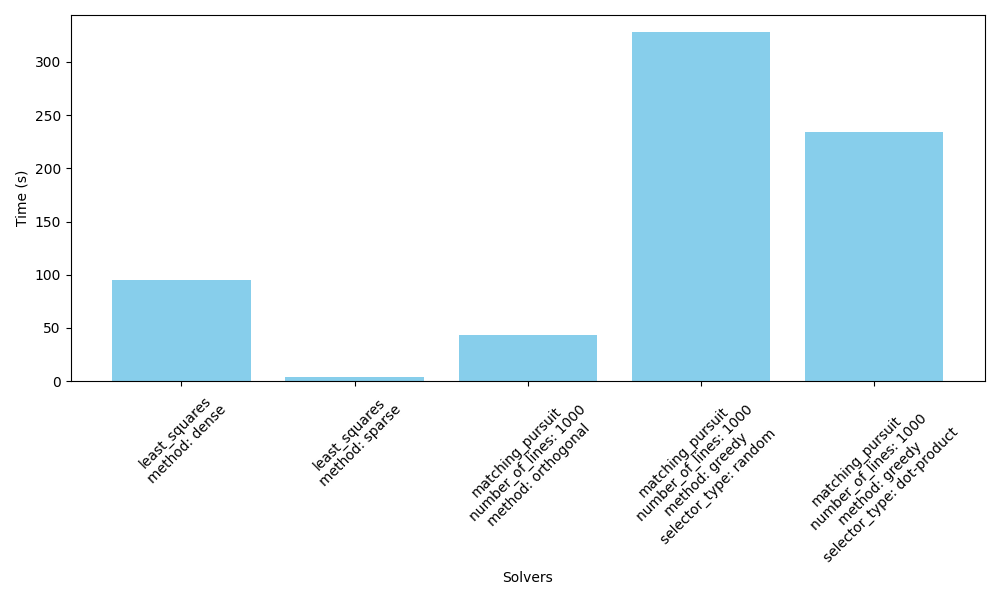 Time (s)
300
250
200
150
100
50
0
least_squares
method: dense
least_squares
method: sparse
matching_pursuit
number_of_lines: 1000
method: orthogonal
matching_pursuit
number_of_lines: 1000
method: greedy
selector_type: random
matching_pursuit
number_of_lines: 1000
method: greedy
selector_type: dot-product
Solvers